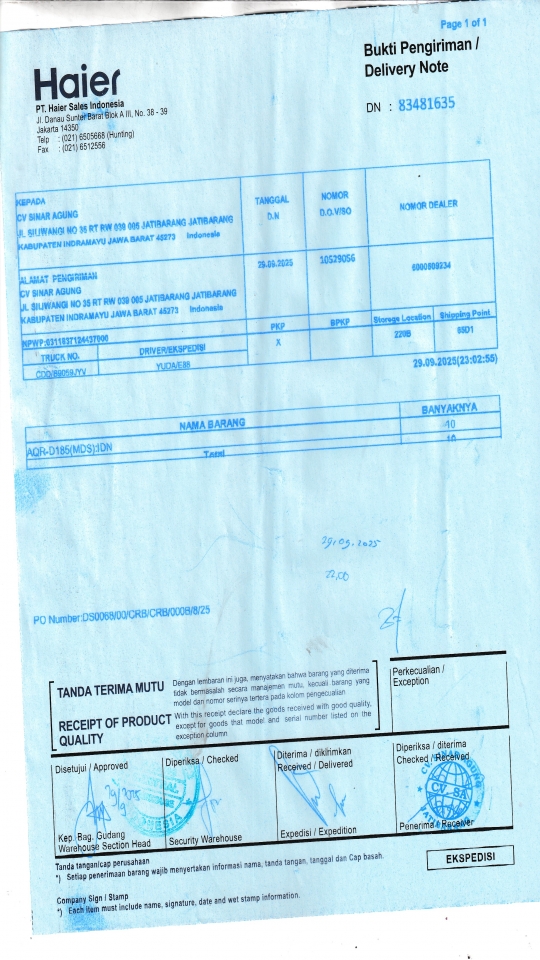 Page 1 of 1
Haier
Bukti Pengiriman /
Delivery Note
PT. Haier Sales Indonesia
Jl. Danau Sunter Barat Blok A III, No. 38 - 39
Jakarta 14350
Telp : (021) 6505668 (Hunting)
Fax : (021) 6512556
DN : 83481635
KEPADA
CV SINAR AGUNG
JL SILIWANGI NO 35 RT RW 039 005 JATIBARANG JATIBARANG
KABUPATEN INDRAMAYU JAWA BARAT 45273 Indonesia
TANGGAL
D.N
NOMOR
D.O.V/SO
NOMOR DEALER
ALAMAT PENGIRIMAN
CV SINAR AGUNG
JL SILIWANGI NO 35 RT RW 039 005 JATIBARANG JATIBARANG
KABUPATEN INDRAMAYU JAWA BARAT 45273 Indonesia
29.09.2025
10529056
6000609234
NPWP:0311937124437000
PKP
BPKP
Storage Location
Shipping Point
TRUCK NO.
DRIVER/EKSPEDISI
X
220B
65D1
CDD/B9059JYV
YUDA/E88
29.09.2025(23:02:55)
NAMA BARANG
BANYAKNYA
AQR-D185(MDS):IDN
10
Total
10
29.09.2025
22,00
PO Number:DS0068/00/CRB/CRB/000B/8/25
TANDA TERIMA MUTU
Dengan lembaran ini juga, menyatakan bahwa barang yang diterima
tidak bermasalah secara manajemen mutu, kecuali barang yang
model dan nomor serinya tertera pada kolom pengecualian
RECEIPT OF PRODUCT
QUALITY
With this receipt declare the goods received with good quality,
except for goods that model and serial number listed on the
exception column
Perkecualian /
Exception
Disetujui / Approved
Diperiksa / Checked
Diterima / dikirimkan
Received / Delivered
Diperiksa / diterima
Checked / Received
CV. SA
Kep. Bag. Gudang
Warehouse Section Head
Security Warehouse
Expedisi / Expedition
Penerima / Receiver
Tanda tangan/cap perusahaan
*) Setiap penerimaan barang wajib menyertakan informasi nama, tanda tangan, tanggal dan Cap basah.
EKSPEDISI
Company Sign / Stamp
*) Each item must include name, signature, date and wet stamp information.